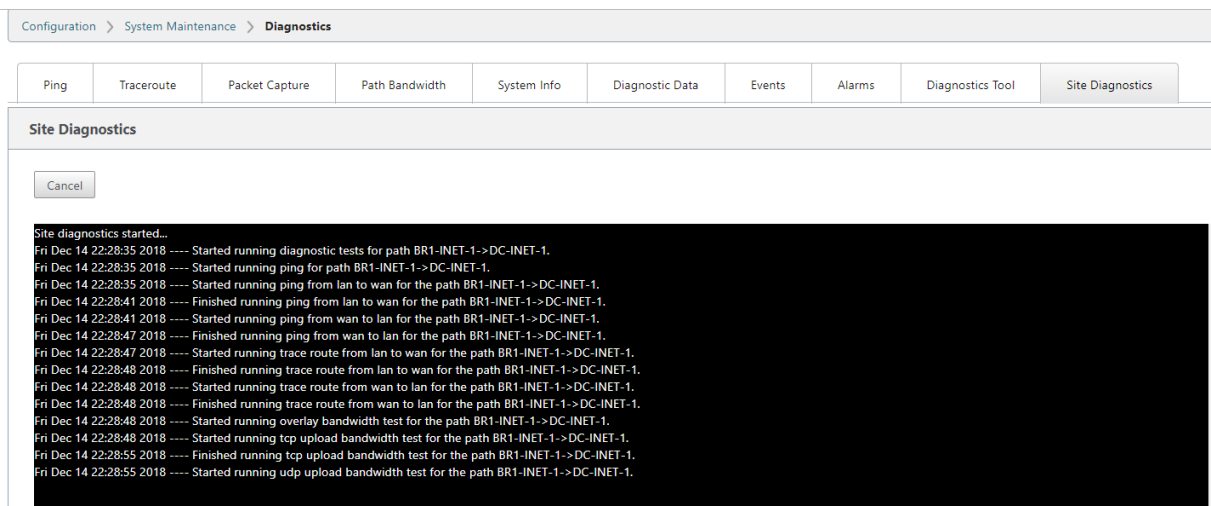 Configuration > System Maintenance > Diagnostics
Ping Traceroute Packet Capture Path Bandwidth System Info Diagnostic Data Events Alarms Diagnostics Tool Site Diagnostics
Site Diagnostics
Cancel
Site diagnostics started...
Fri Dec 14 22:28:35 2018 ---- Started running diagnostic tests for path BR1-INET-1->DC-INET-1.
Fri Dec 14 22:28:35 2018 ---- Started running ping for path BR1-INET-1->DC-INET-1.
Fri Dec 14 22:28:35 2018 ---- Started running ping from lan to wan for the path BR1-INET-1->DC-INET-1.
Fri Dec 14 22:28:41 2018 ---- Finished running ping from lan to wan for the path BR1-INET-1->DC-INET-1.
Fri Dec 14 22:28:41 2018 ---- Started running ping from wan to lan for the path BR1-INET-1->DC-INET-1.
Fri Dec 14 22:28:47 2018 ---- Finished running ping from wan to lan for the path BR1-INET-1->DC-INET-1.
Fri Dec 14 22:28:47 2018 ---- Started running trace route from lan to wan for the path BR1-INET-1->DC-INET-1.
Fri Dec 14 22:28:48 2018 ---- Finished running trace route from lan to wan for the path BR1-INET-1->DC-INET-1.
Fri Dec 14 22:28:48 2018 ---- Started running trace route from wan to lan for the path BR1-INET-1->DC-INET-1.
Fri Dec 14 22:28:48 2018 ---- Finished running trace route from wan to lan for the path BR1-INET-1->DC-INET-1.
Fri Dec 14 22:28:48 2018 ---- Started running overlay bandwidth test for the path BR1-INET-1->DC-INET-1.
Fri Dec 14 22:28:48 2018 ---- Started running tcp upload bandwidth test for the path BR1-INET-1->DC-INET-1.
Fri Dec 14 22:28:55 2018 ---- Finished running tcp upload bandwidth test for the path BR1-INET-1->DC-INET-1.
Fri Dec 14 22:28:55 2018 ---- Started running udp upload bandwidth test for the path BR1-INET-1->DC-INET-1.